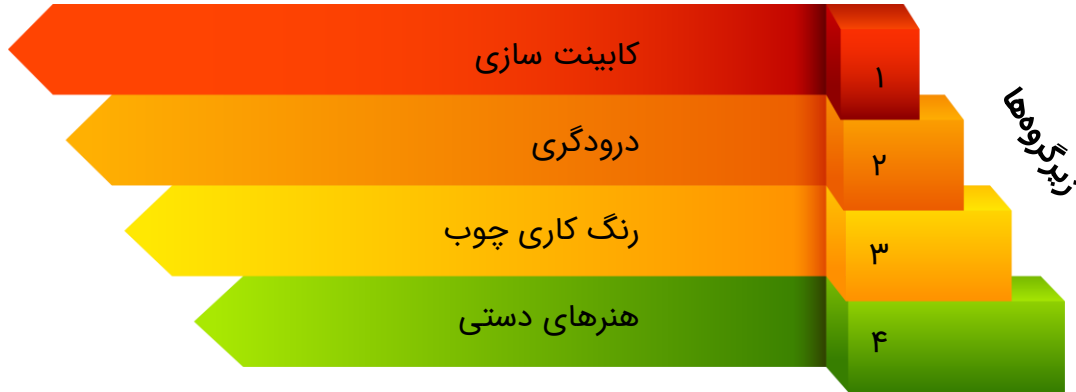 زیرگروه‌ها
۱ کابینت سازی
۲ درودگری
۳ رنگ کاری چوب
۴ هنرهای دستی